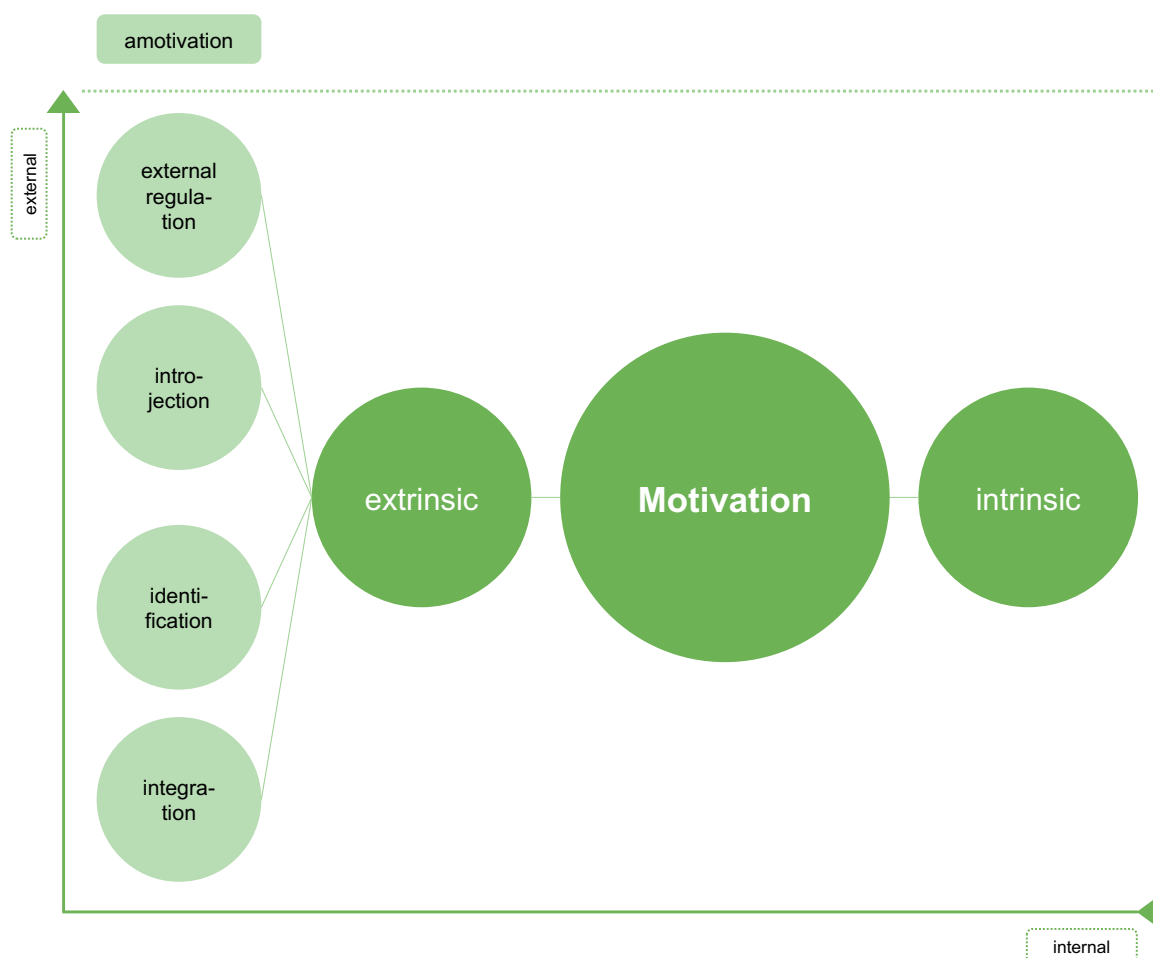 amotivation
external
external
regula-
tion
intro-
jection
extrinsic
Motivation
intrinsic
identi-
fication
integra-
tion
internal